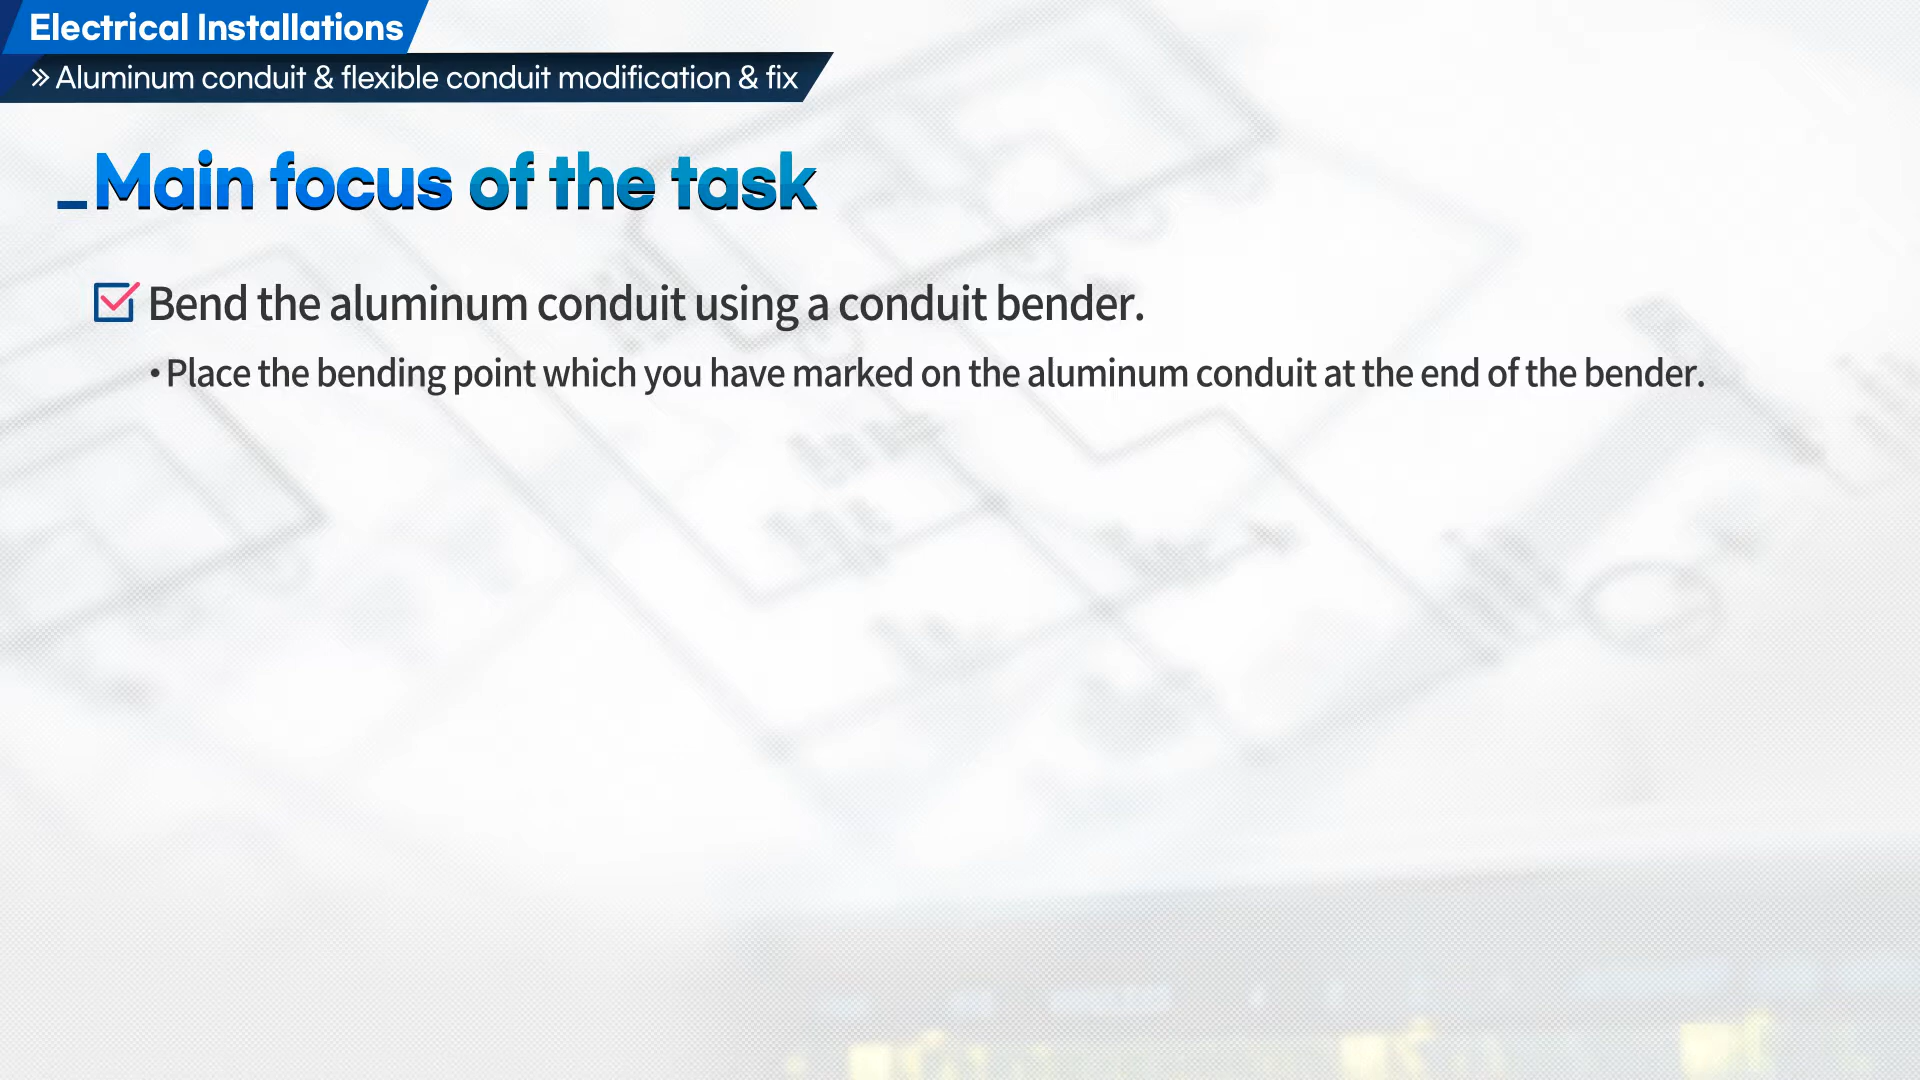 Electrical Installations
» Aluminum conduit & flexible conduit modification & fix
Main focus of the task
Bend the aluminum conduit using a conduit bender.
• Place the bending point which you have marked on the aluminum conduit at the end of the bender.